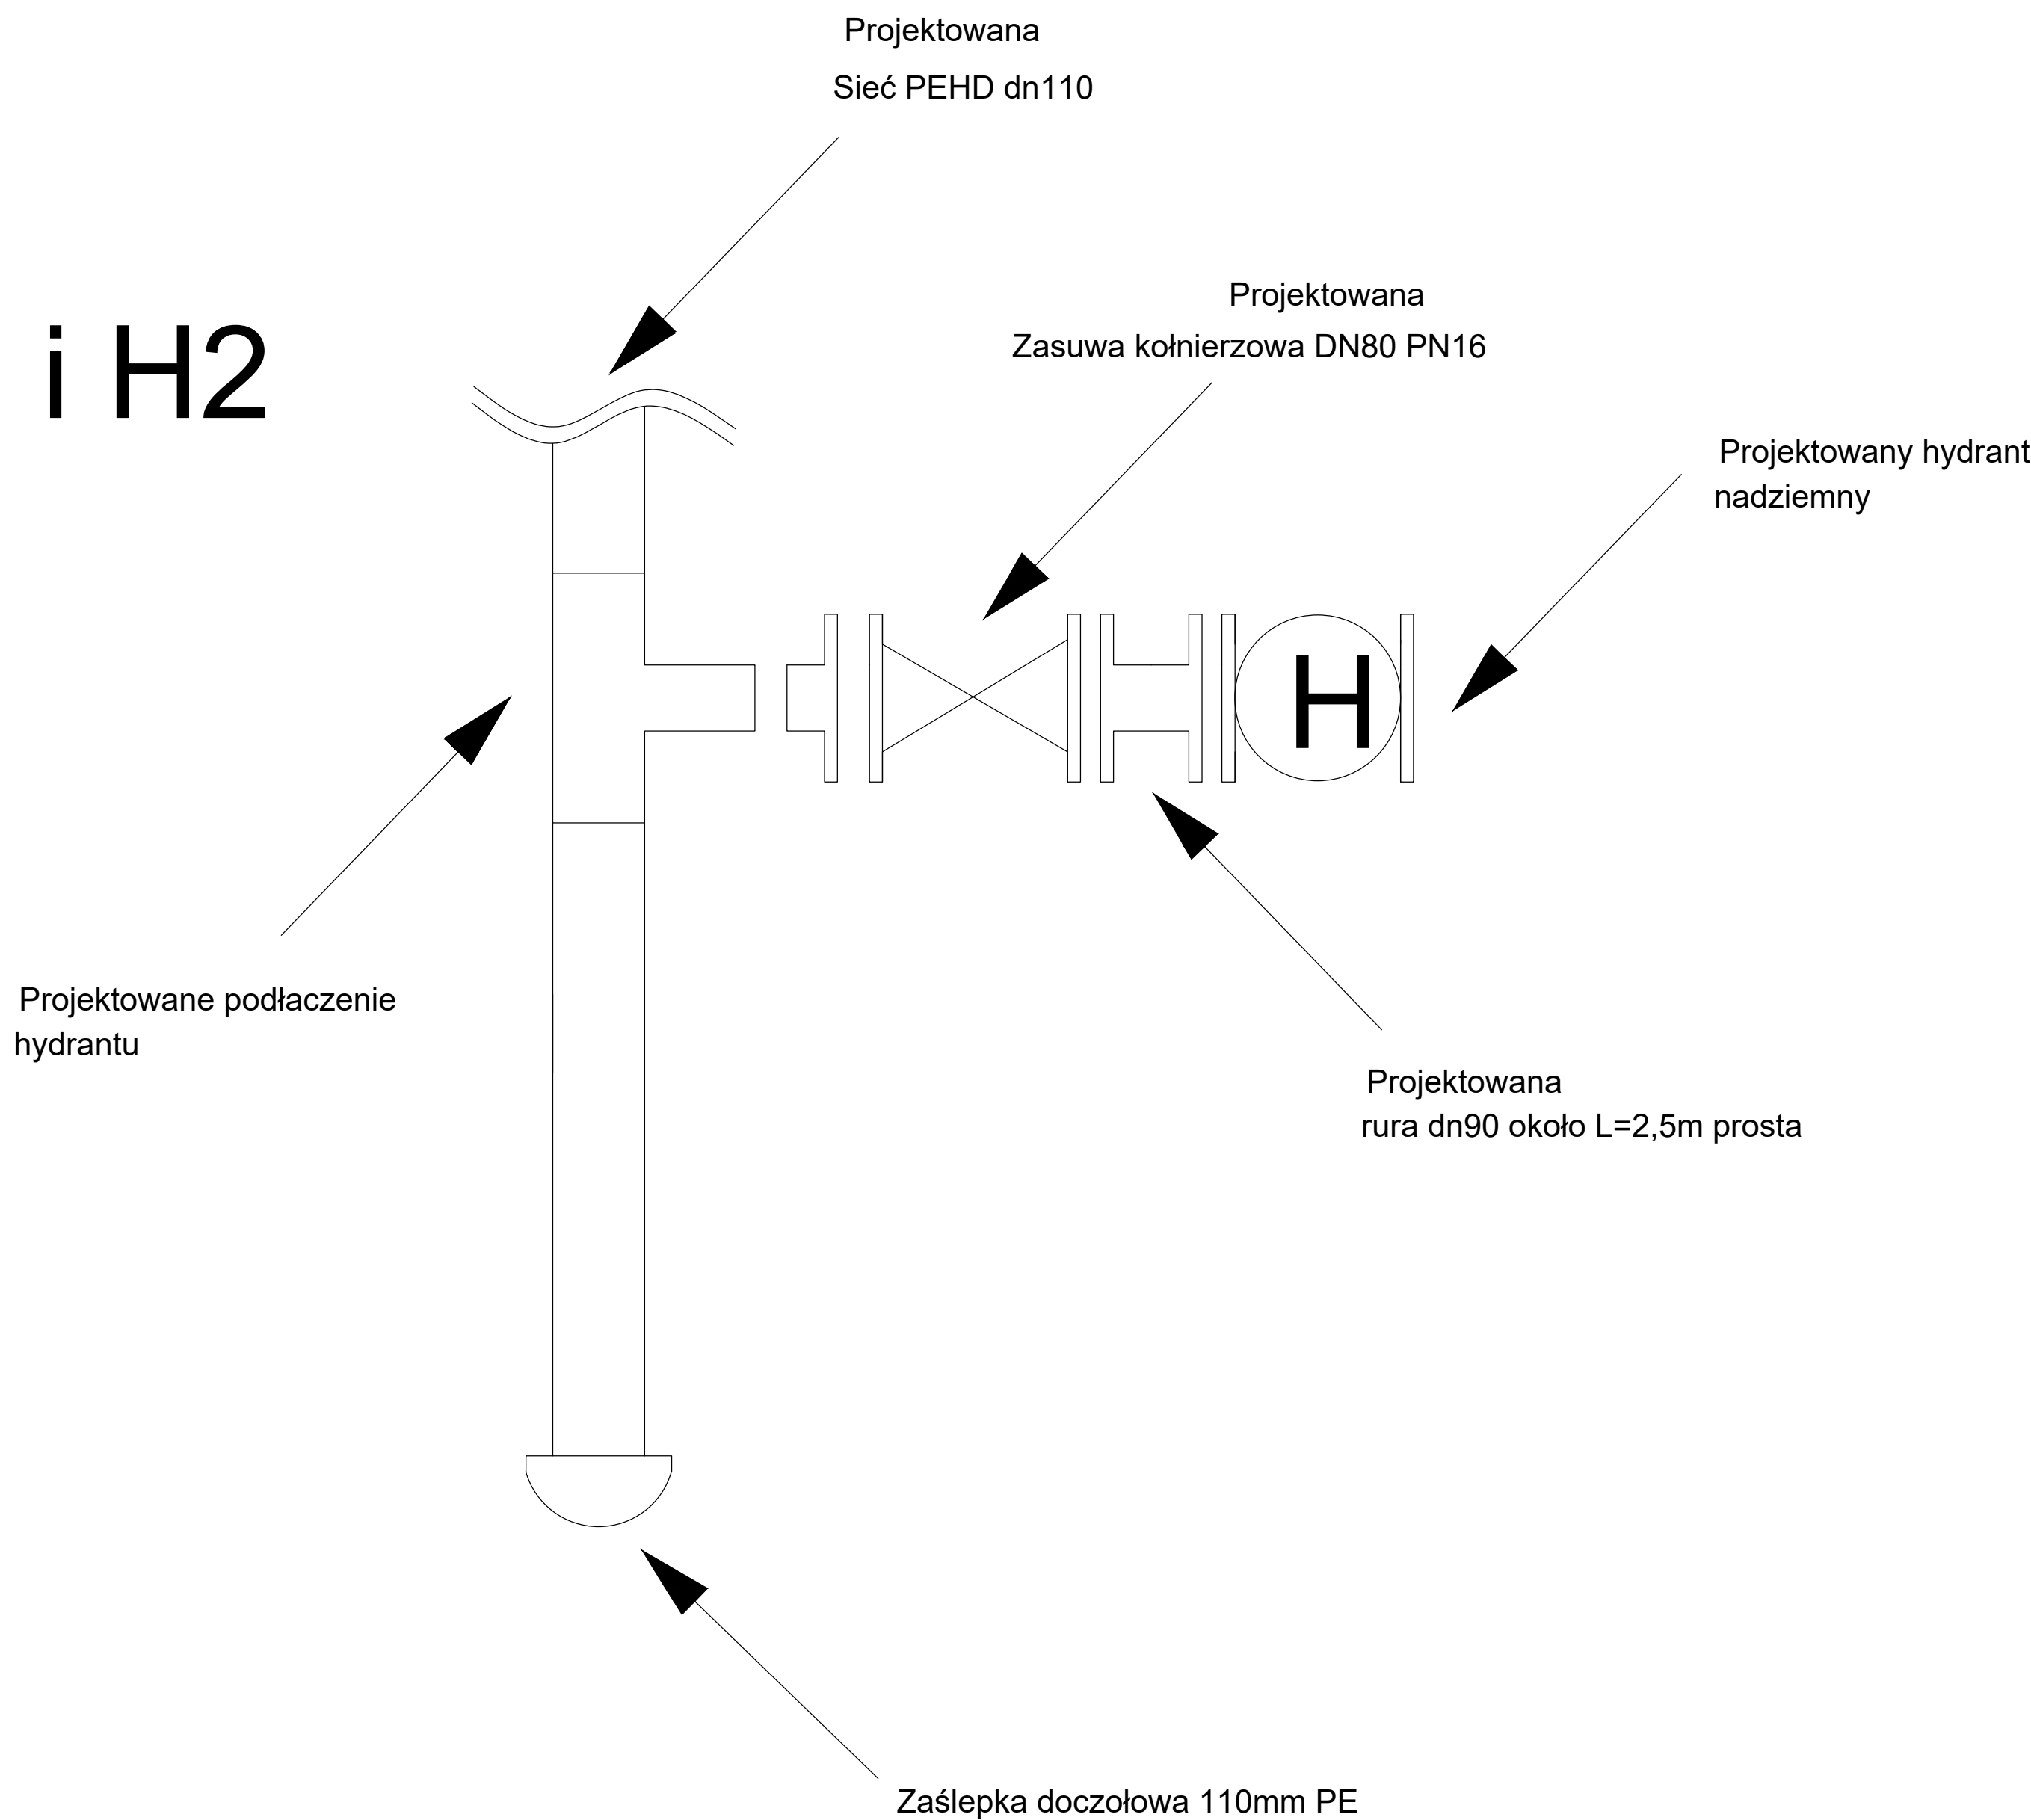 Projektowana
Sieć PEHD dn110
Projektowana
Zasuwa kołnierzowa DN80 PN16
i H2
Projektowany hydrant
nadziemny
H
Projektowane podłaczenie
hydrantu
Projektowana
rura dn90 około L=2,5m prosta
Zaślepka doczołowa 110mm PE